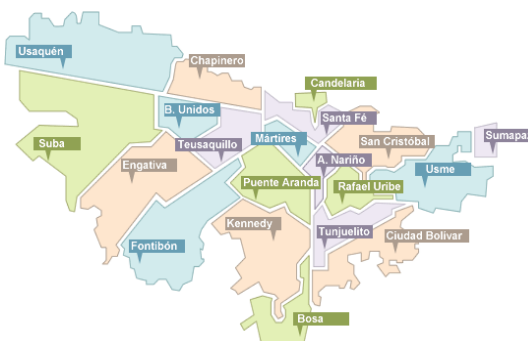 Usaquén
Chapinero
Candelaria
B. Unidos
Santa Fé
Sumapaz
Suba
Teusaquillo
Mártires
San Cristóbal
Engativa
A. Nariño
Usme
Puente Aranda
Rafael Uribe
Kennedy
Tunjuelito
Ciudad Bolívar
Fontibón
Bosa